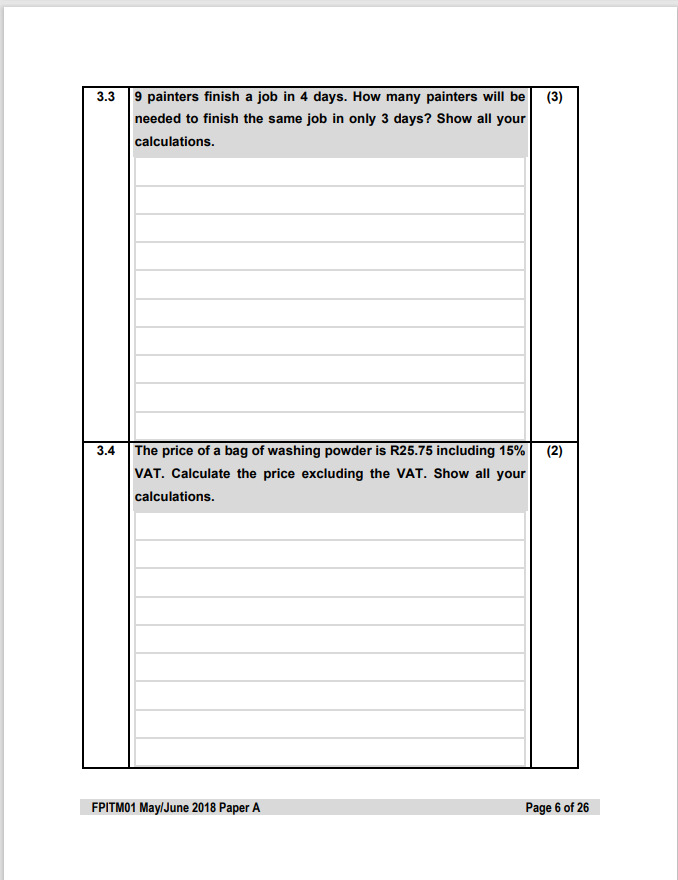 3.3 9 painters finish a job in 4 days. How many painters will be (3)
needed to finish the same job in only 3 days? Show all your
calculations.
3.4 The price of a bag of washing powder is R25.75 including 15% (2)
VAT. Calculate the price excluding the VAT. Show all your
calculations.
FPITM01 May/June 2018 Paper A Page 6 of 26